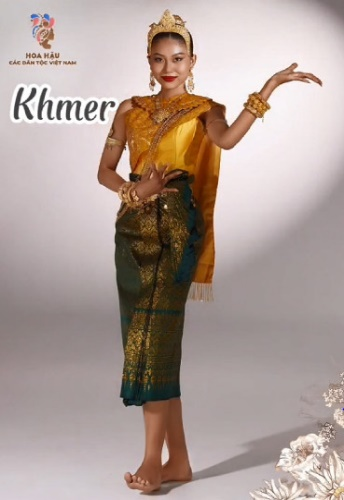 HOA HẬU
CÁC DÂN TỘC VIỆT NAM
Khmer